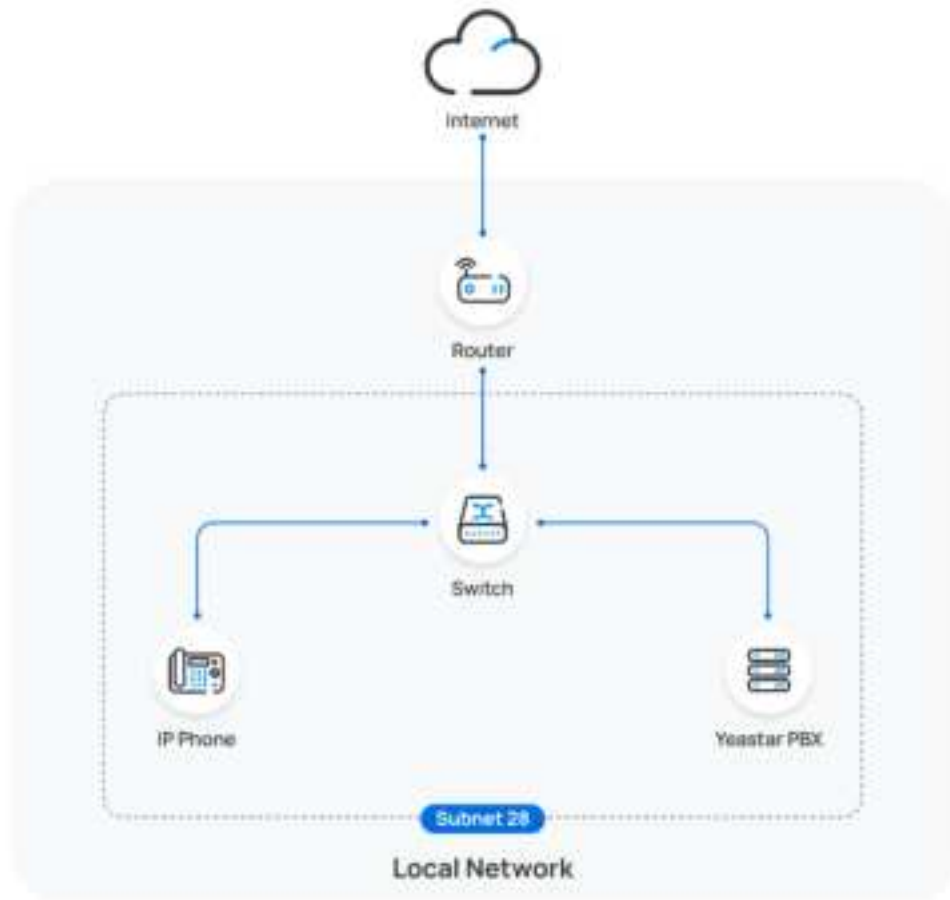 Internet
Router
Switch
IP Phone
Yeastar PBX
Subnet 28
Local Network